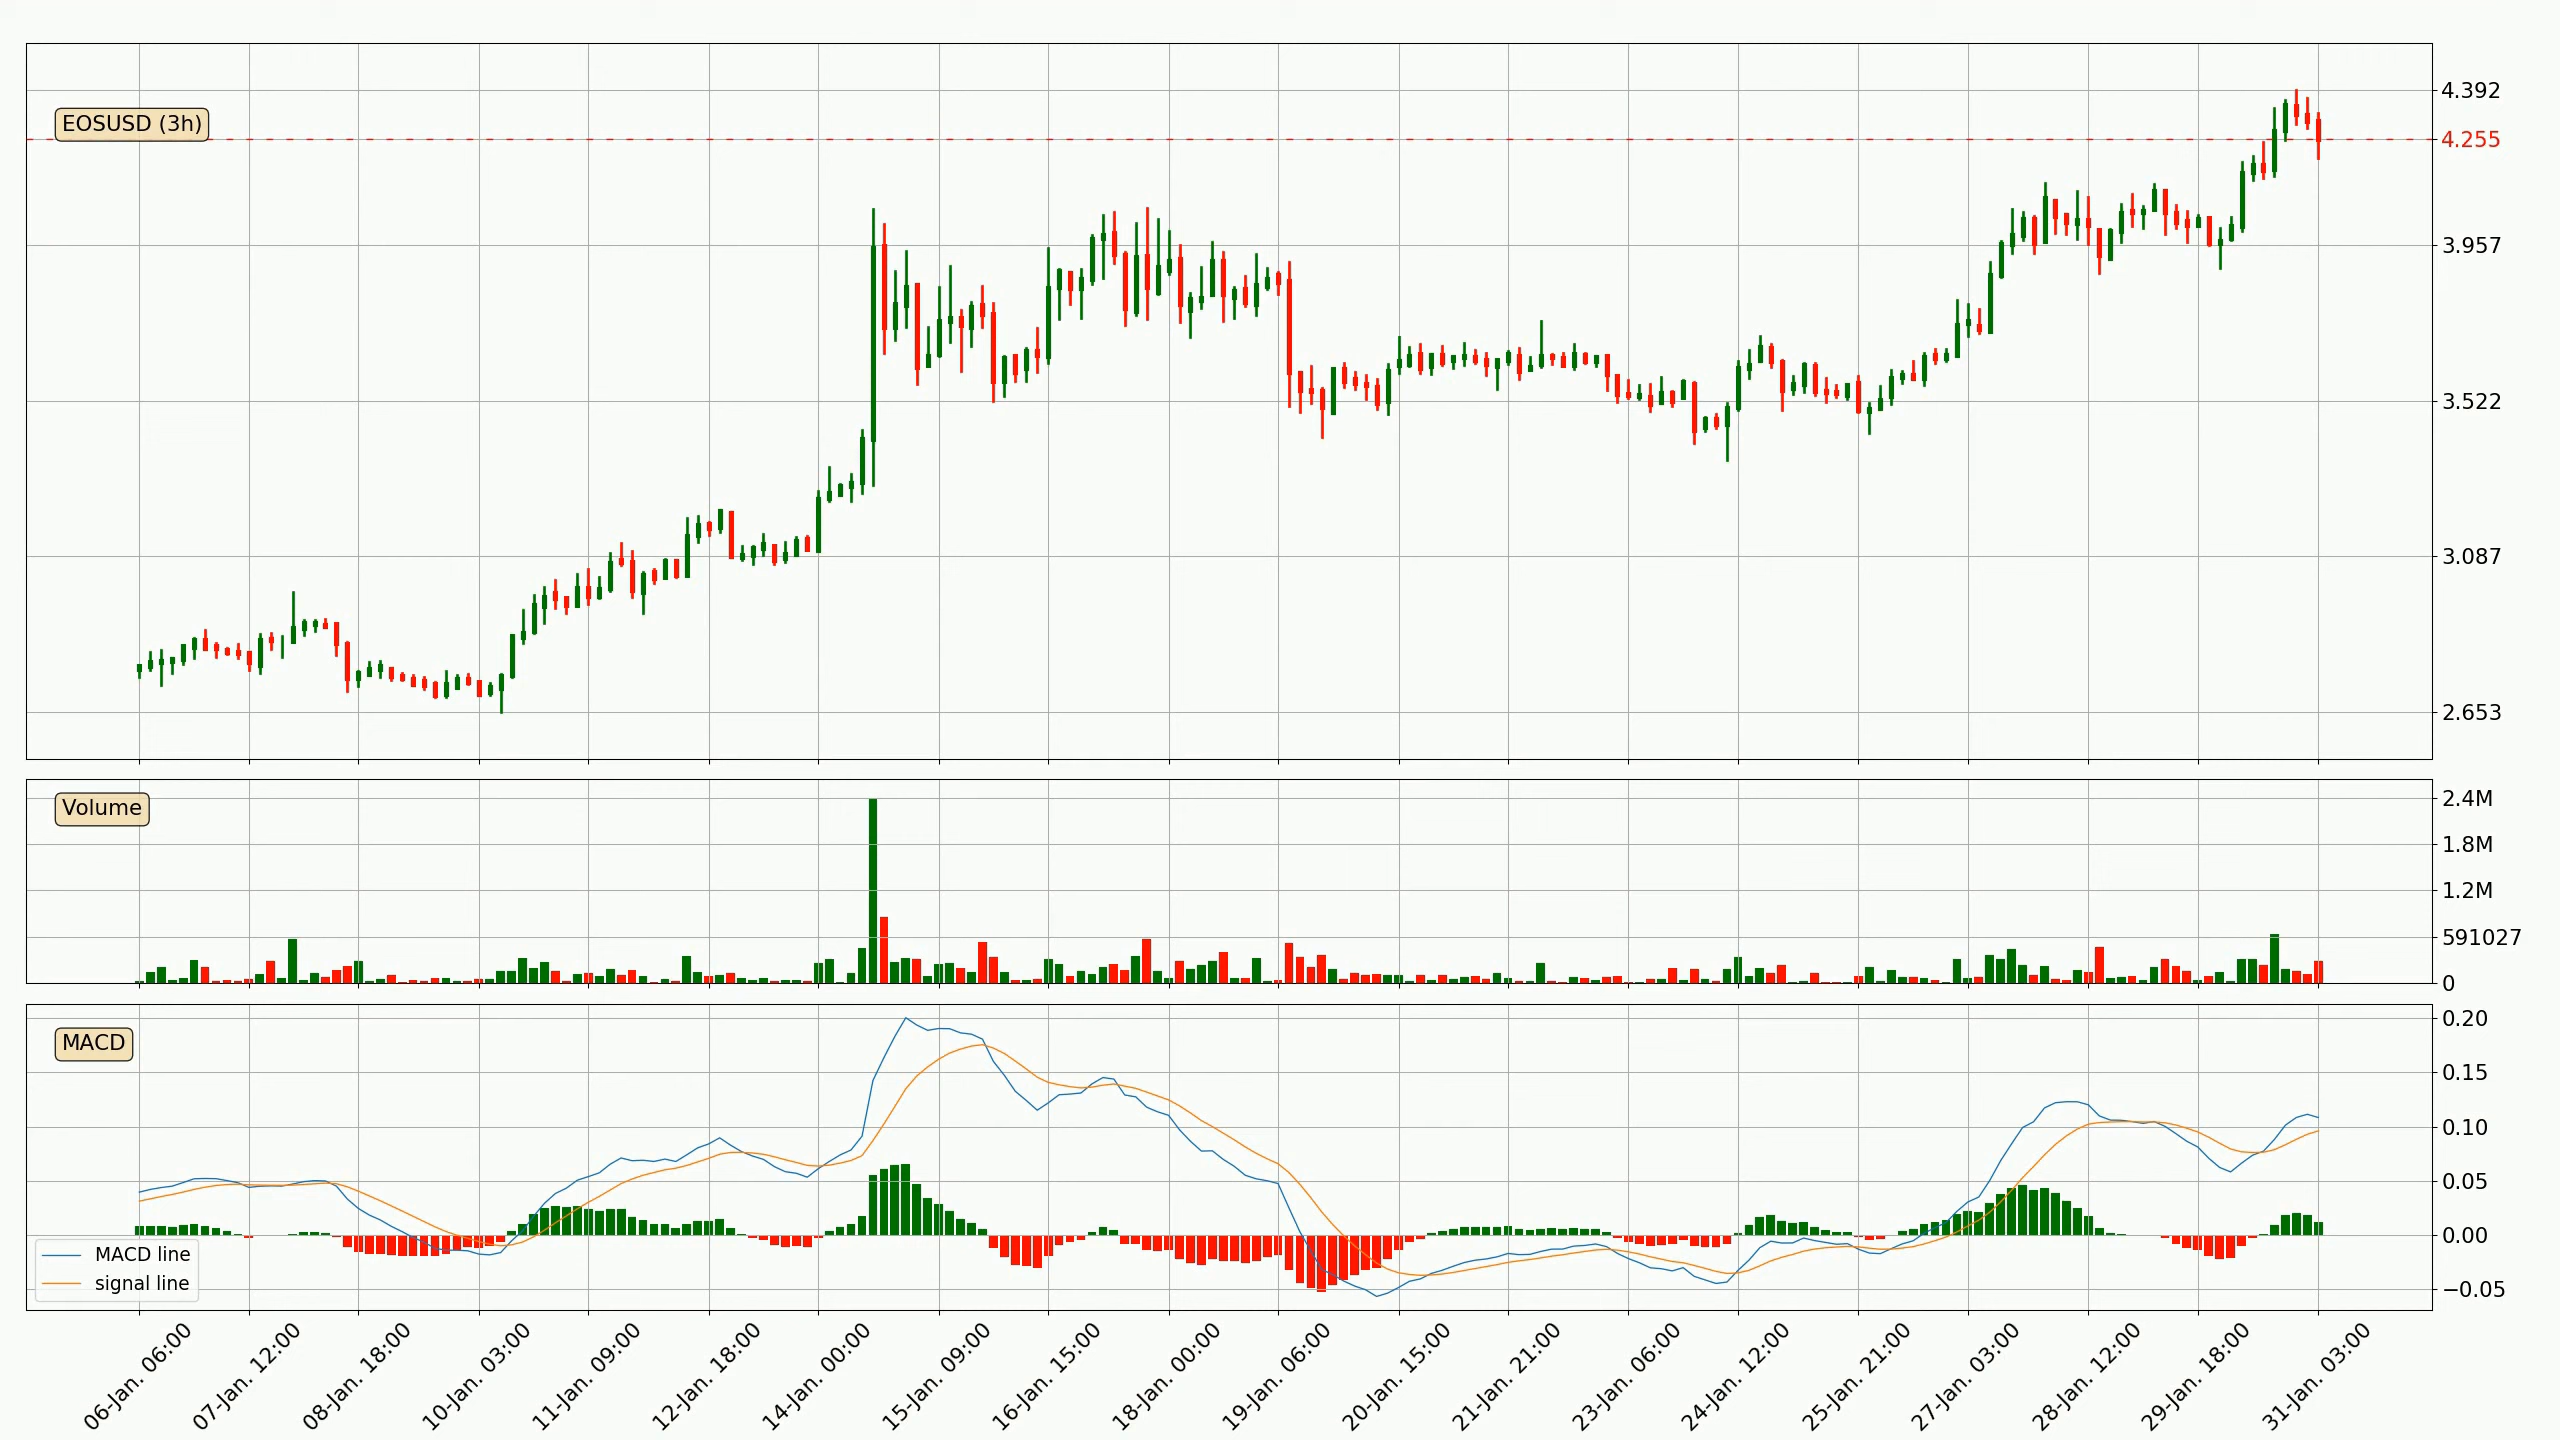 EOSUSD (3h)
4.392
4.255
3.957
3.522
3.087
2.653
Volume
2.4M
1.8M
1.2M
591027
0
MACD
0.20
0.15
0.10
0.05
0.00
−0.05
MACD line
signal line
06-Jan. 06:00
07-Jan. 12:00
08-Jan. 18:00
10-Jan. 03:00
11-Jan. 09:00
12-Jan. 18:00
14-Jan. 00:00
15-Jan. 09:00
16-Jan. 15:00
18-Jan. 00:00
19-Jan. 06:00
20-Jan. 15:00
21-Jan. 21:00
23-Jan. 06:00
24-Jan. 12:00
25-Jan. 21:00
27-Jan. 03:00
28-Jan. 12:00
29-Jan. 18:00
31-Jan. 03:00